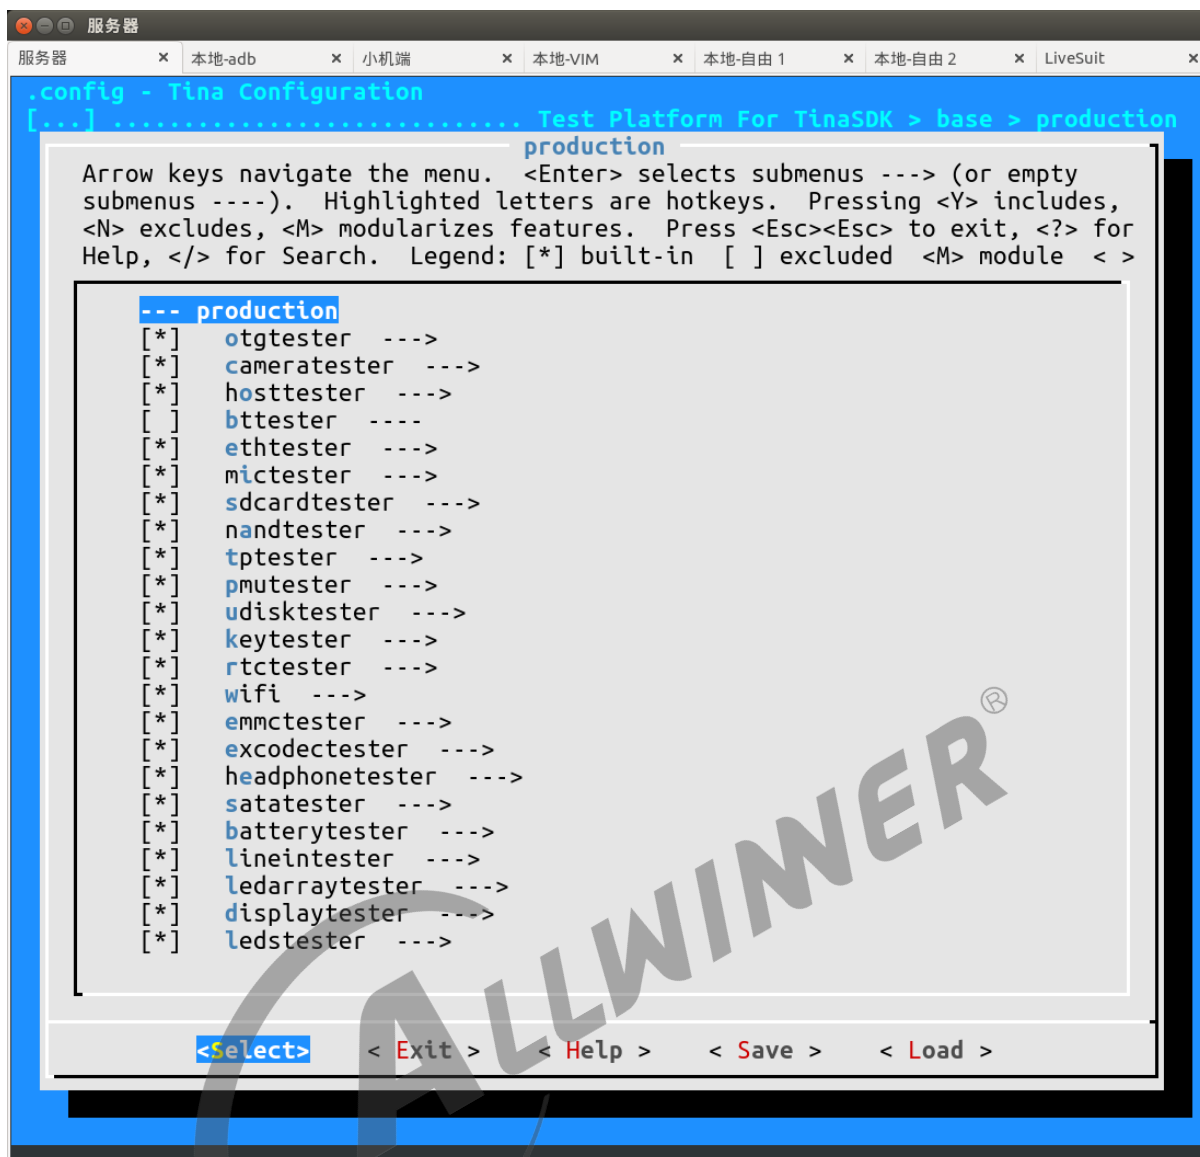 服务器
服务器 × 本地-adb × 小机端 × 本地-VIM × 本地-自由 1 × 本地-自由 2 × LiveSuit ×
.config - Tina Configuration
[...] ............................. Test Platform For TinaSDK > base > production
production
Arrow keys navigate the menu.  <Enter> selects submenus ---> (or empty
submenus ----).  Highlighted letters are hotkeys.  Pressing <Y> includes,
<N> excludes, <M> modularizes features.  Press <Esc><Esc> to exit, <?> for
Help, </> for Search.  Legend: [*] built-in  [ ] excluded  <M> module  < >
--- production
[*]   otgtester  --->
[*]   cameratester  --->
[*]   hosttester  --->
[ ]   bttester  ----
[*]   ethtester  --->
[*]   mictester  --->
[*]   sdcardtester  --->
[*]   nandtester  --->
[*]   tptester  --->
[*]   pmutester  --->
[*]   udisktester  --->
[*]   keytester  --->
[*]   rtctester  --->
[*]   wifi  --->
[*]   emmctester  --->
[*]   excodectester  --->
[*]   headphonetester  --->
[*]   satatester  --->
[*]   batterytester  --->
[*]   lineintester  --->
[*]   ledarraytester  --->
[*]   displaytester  --->
[*]   ledstester  --->
<Select>    < Exit >    < Help >    < Save >    < Load >
ALLWINNER®